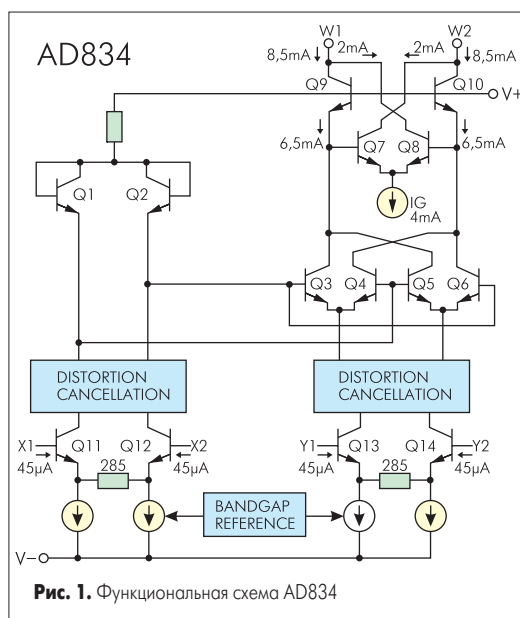 AD834
W1
W2
8,5mA
2mA
2mA
8,5mA
Q9
Q10
V+
6,5mA
Q7
Q8
6,5mA
IG
4mA
Q1
Q2
Q3
Q4
Q5
Q6
DISTORTION
CANCELLATION
DISTORTION
CANCELLATION
X1
Q11
Q12
X2
Y1
Q13
Q14
Y2
45µA
285
45µA
45µA
285
45µA
BANDGAP
REFERENCE
V−
Рис. 1. Функциональная схема AD834